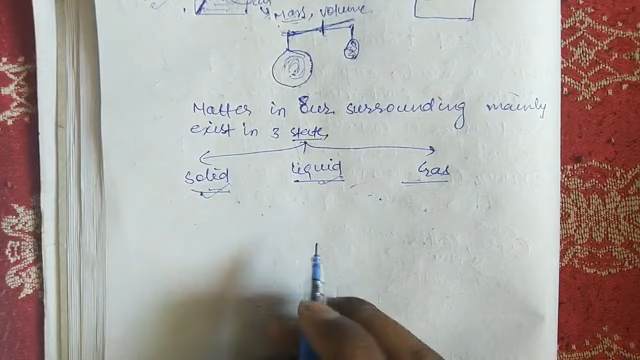 Mass, volume
Matter in Our surrounding mainly
exist in 3 state,
solid liquid Gas